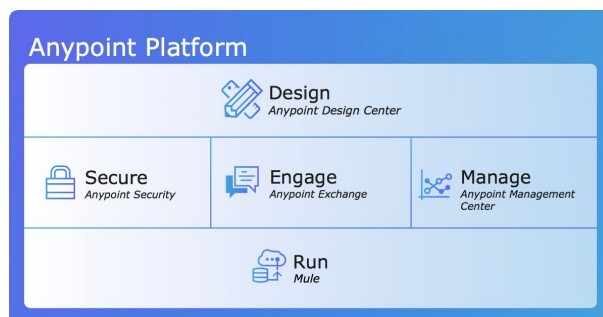 Anypoint Platform
Design
Anypoint Design Center
Secure
Anypoint Security
Engage
Anypoint Exchange
Manage
Anypoint Management
Center
Run
Mule